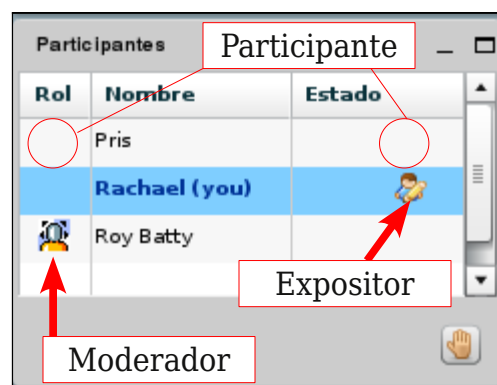 Participantes
Participante
Rol Nombre Estado
Pris
Rachael (you)
Roy Batty
Expositor
Moderador